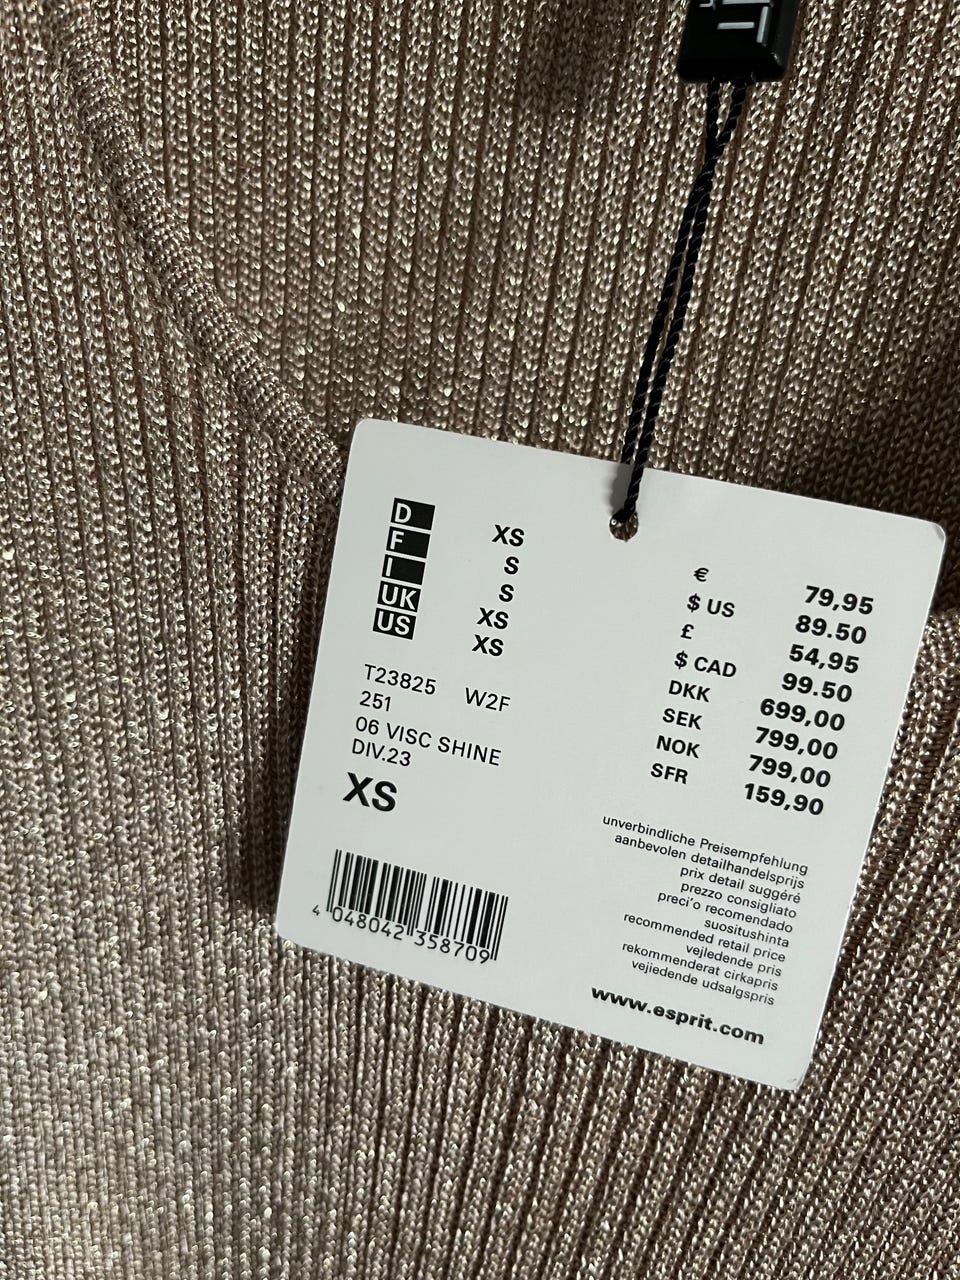 D XS
F S
I S
UK XS
US XS
T23825 W2F
251
06 VISC SHINE
DIV.23
XS
4 048042 358709
€ 79,95
$ US 89.50
£ 54,95
$ CAD 99.50
DKK 699,00
SEK 799,00
NOK 799,00
SFR 159,90
unverbindliche Preisempfehlung
aanbevolen detailhandelsprijs
prix detail suggéré
prezzo consigliato
preci'o recomendado
suositushinta
recommended retail price
vejledende pris
rekommenderat cirkapris
vejiedende udsalgspris
www.esprit.com